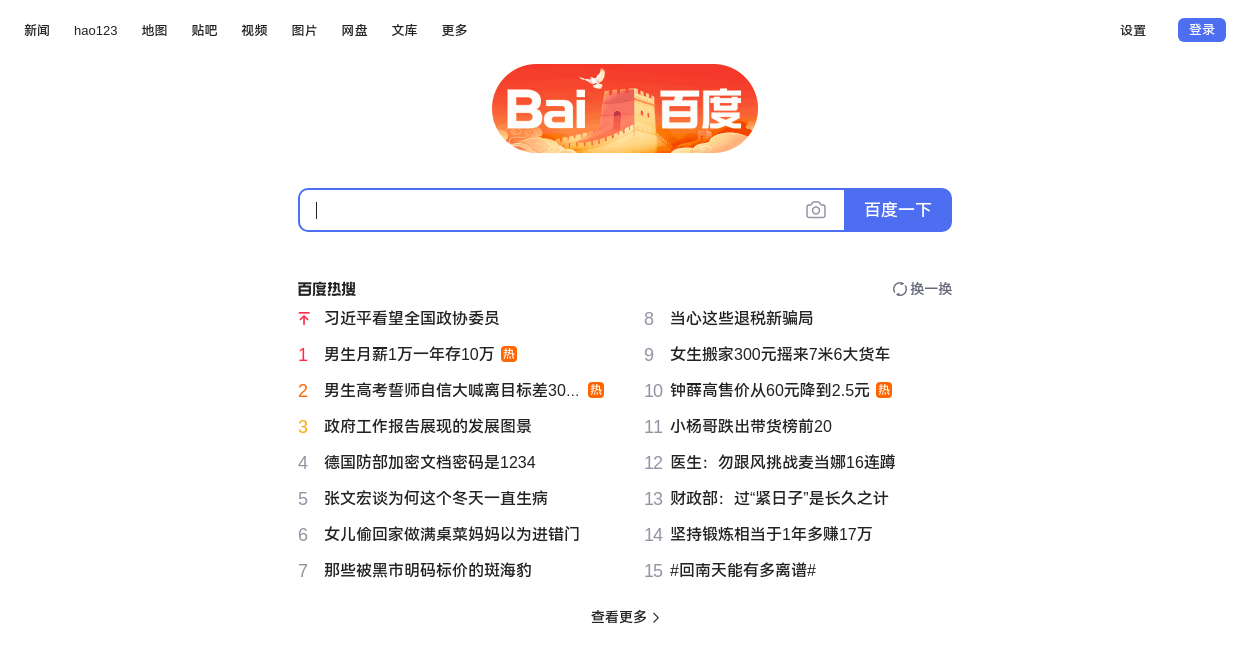 新闻 hao123 地图 贴吧 视频 图片 网盘 文库 更多 设置 登录
Bai 百度
百度一下
百度热搜 换一换
习近平看望全国政协委员
1 男生月薪1万一年存10万 热
2 男生高考誓师自信大喊离目标差30... 热
3 政府工作报告展现的发展图景
4 德国防部加密文档密码是1234
5 张文宏谈为何这个冬天一直生病
6 女儿偷回家做满桌菜妈妈以为进错门
7 那些被黑市明码标价的斑海豹
8 当心这些退税新骗局
9 女生搬家300元摇来7米6大货车
10 钟薛高售价从60元降到2.5元 热
11 小杨哥跌出带货榜前20
12 医生：勿跟风挑战麦当娜16连蹲
13 财政部：过“紧日子”是长久之计
14 坚持锻炼相当于1年多赚17万
15 #回南天能有多离谱#
查看更多